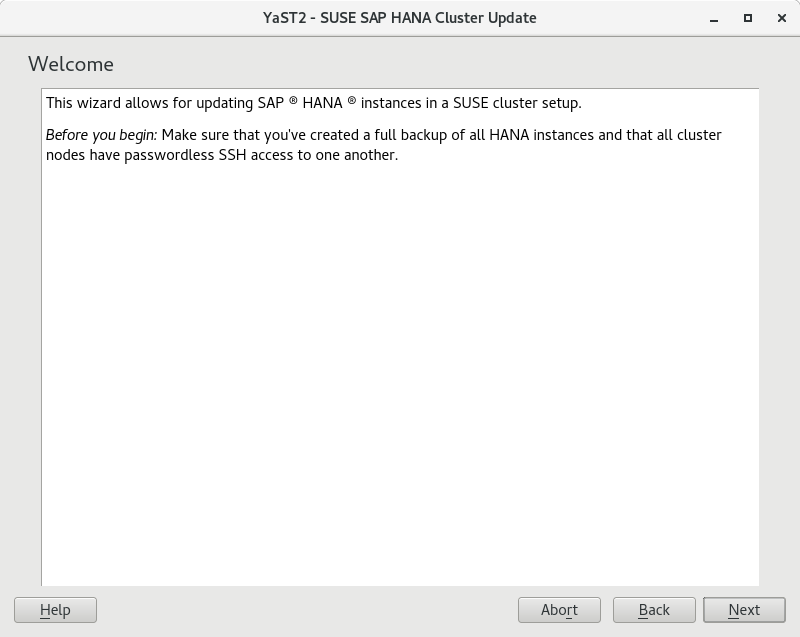 YaST2 - SUSE SAP HANA Cluster Update
Welcome
This wizard allows for updating SAP ® HANA ® instances in a SUSE cluster setup.
Before you begin: Make sure that you've created a full backup of all HANA instances and that all cluster
nodes have passwordless SSH access to one another.
Help Abort Back Next